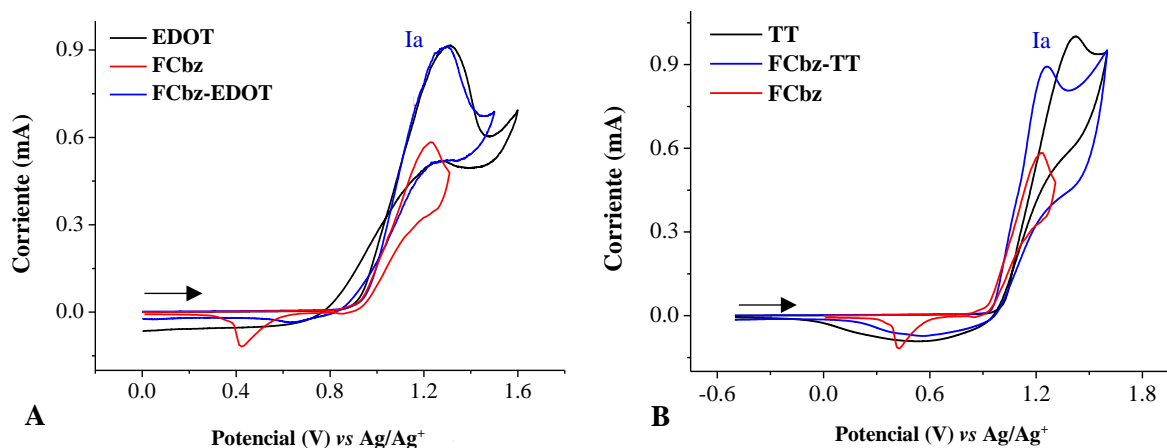 EDOT
FCbz
FCbz-EDOT
Ia
Corriente (mA)
0.9
0.6
0.3
0.0
0.0 0.4 0.8 1.2 1.6
Potencial (V) vs Ag/Ag⁺
A
TT
FCbz-TT
FCbz
Ia
Corriente (mA)
0.9
0.6
0.3
0.0
-0.6 0.0 0.6 1.2 1.8
Potencial (V) vs Ag/Ag⁺
B